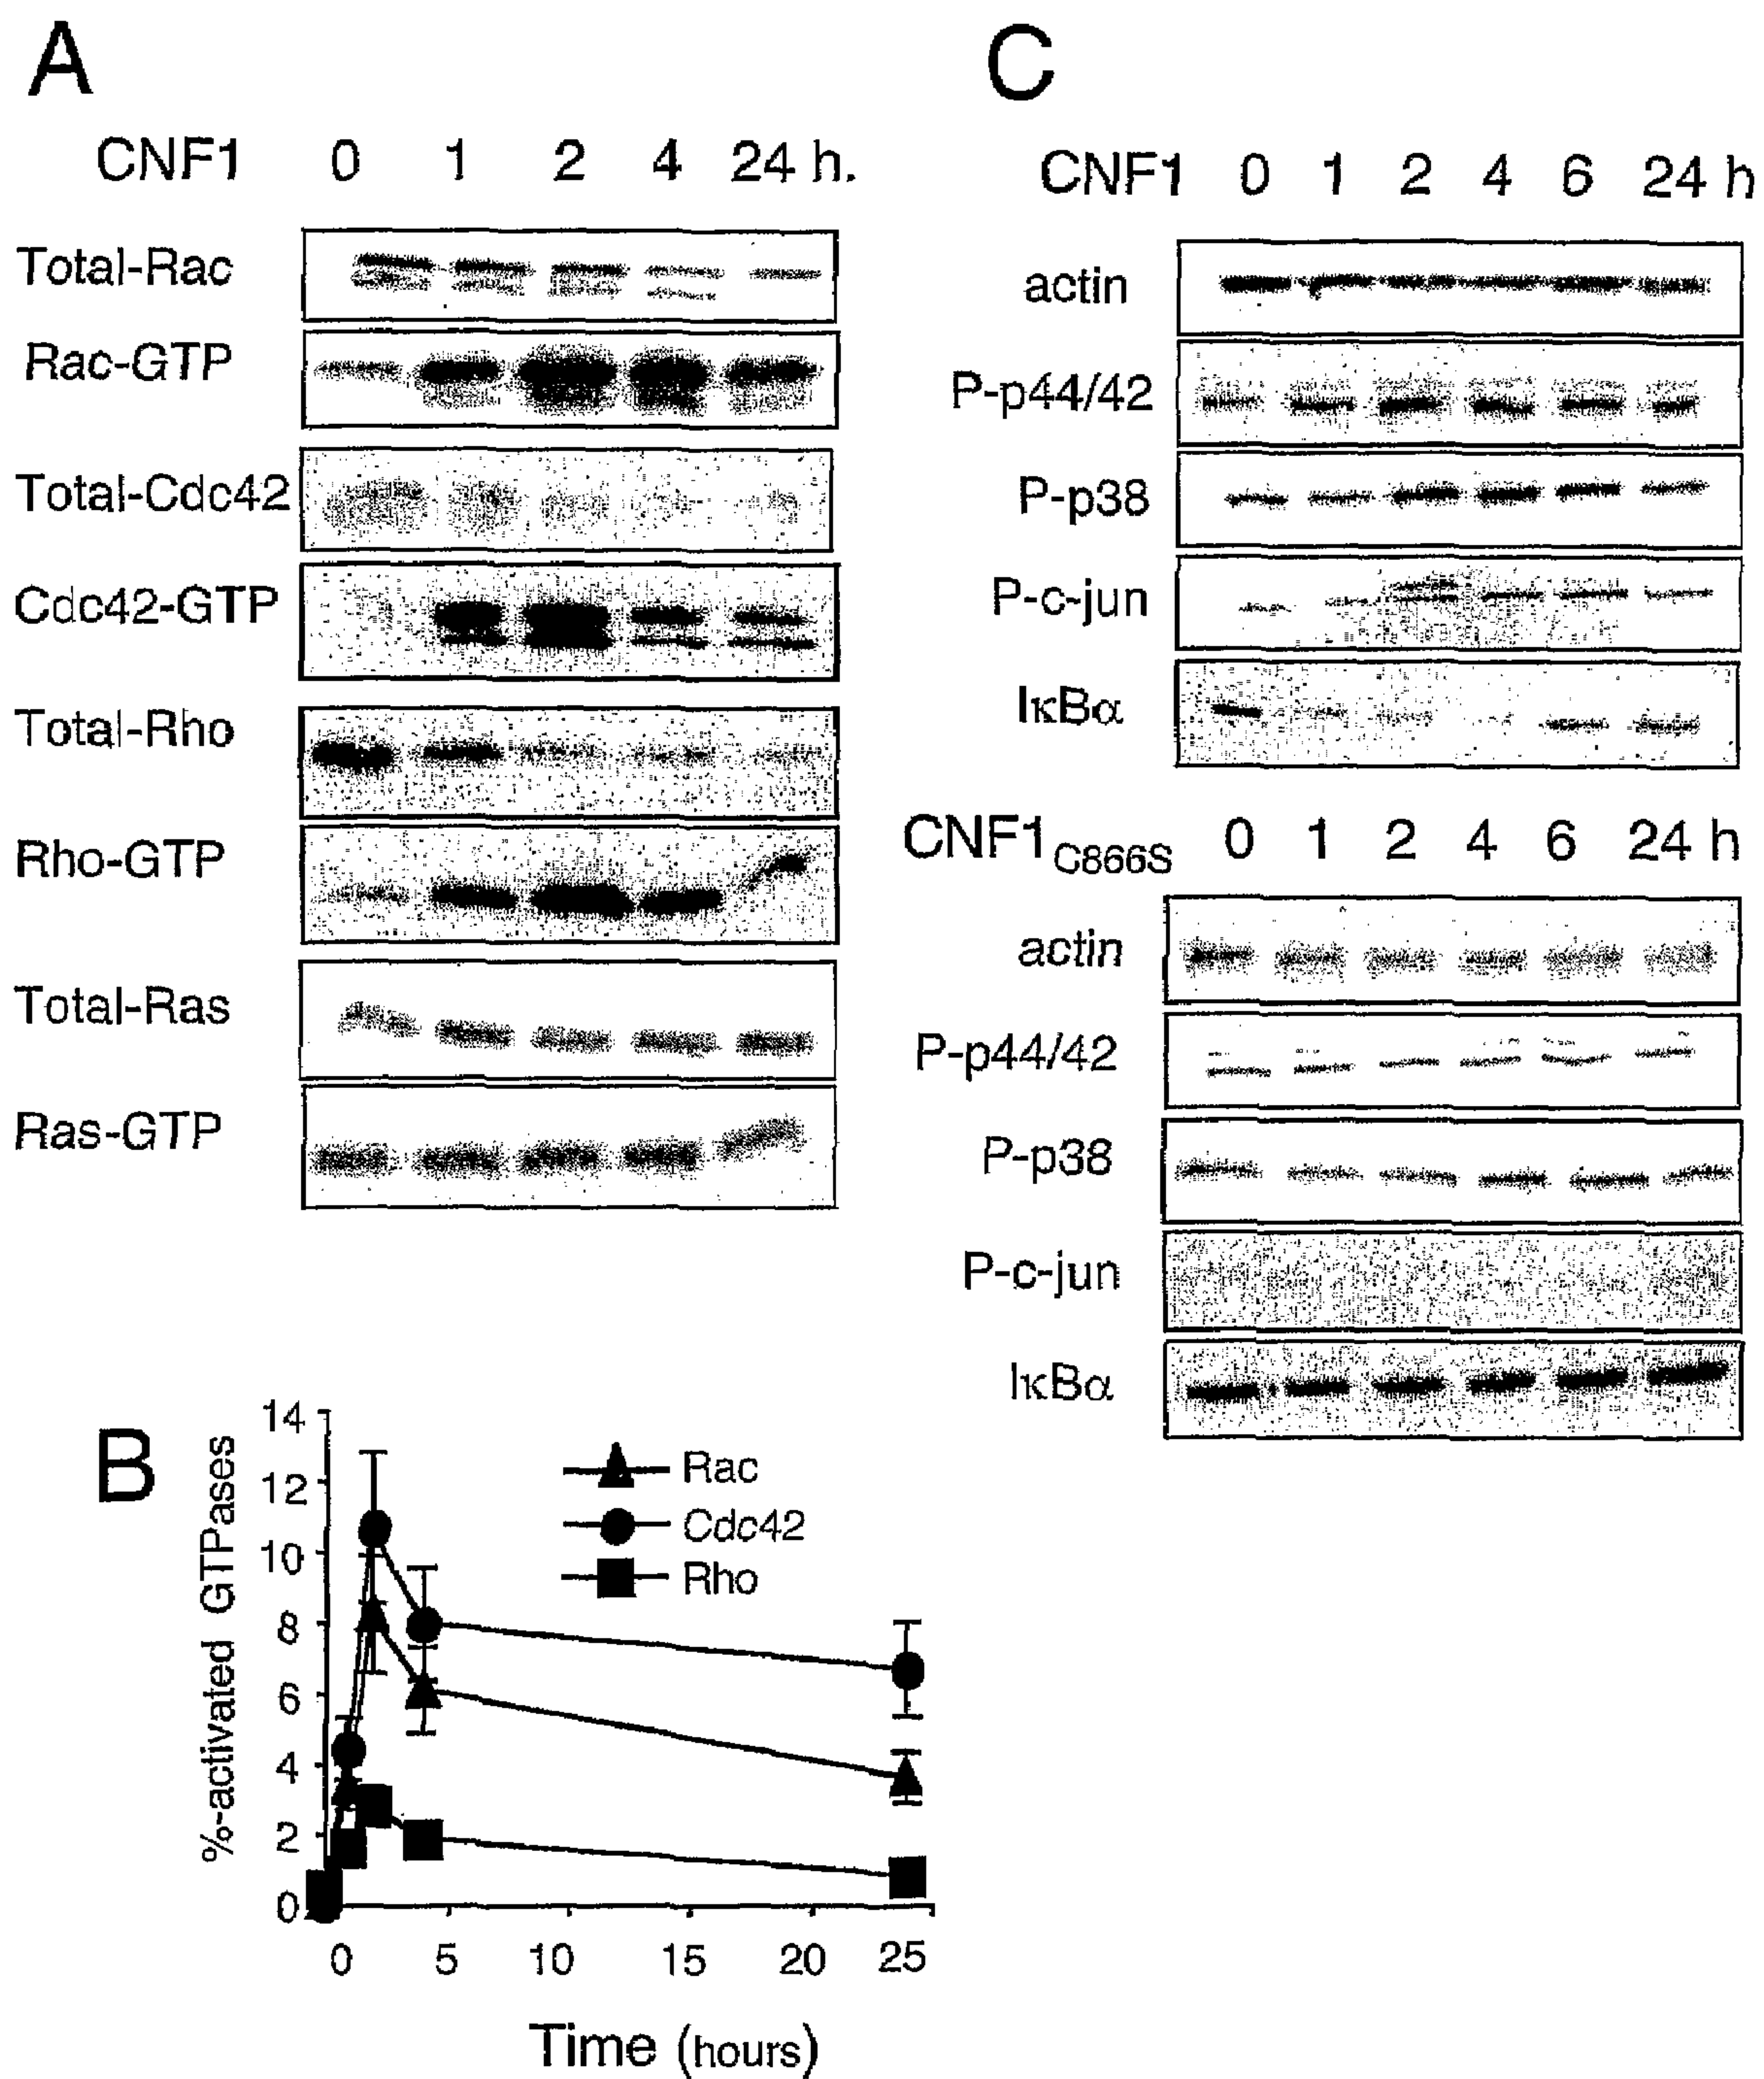 A
CNF1 0 1 2 4 24 h.
Total-Rac
Rac-GTP
Total-Cdc42
Cdc42-GTP
Total-Rho
Rho-GTP
Total-Ras
Ras-GTP
B
%-activated GTPases
14
12
10
8
6
4
2
0
Rac
Cdc42
Rho
0 5 10 15 20 25
Time (hours)
C
CNF1 0 1 2 4 6 24 h
actin
P-p44/42
P-p38
P-c-jun
IκBα
CNF1C866S 0 1 2 4 6 24 h
actin
P-p44/42
P-p38
P-c-jun
IκBα